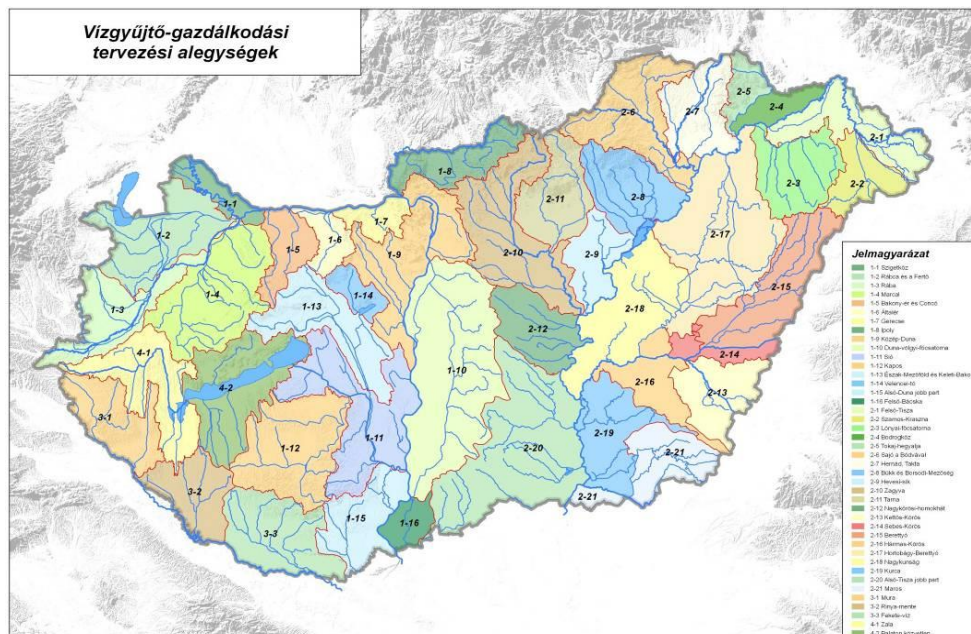 Vízgyűjtő-gazdálkodási
tervezési alegységek
2-5
2-4
2-6
2-7
2-1
1-8
2-3
2-2
1-1
2-11
2-8
1-7
1-2
1-5
1-6
2-17
1-9
2-10
2-9
1-3
1-4
1-14
2-15
1-13
2-18
2-12
4-1
2-14
1-10
4-2
2-16
2-13
3-1
1-12
1-11
2-19
2-20
2-21
3-2
2-21
1-15
1-16
3-3
Jelmagyarázat
1-1 Szigetköz
1-2 Rábca és a Fertő
1-3 Rába
1-4 Marcal
1-5 Bakony-ér és Concó
1-6 Általér
1-7 Gerecse
1-8 Ipoly
1-9 Közép-Duna
1-10 Duna-völgyi-főcsatorna
1-11 Sió
1-12 Kapos
1-13 Észak-Mezőföld és Keleti-Bakony
1-14 Velencei-tó
1-15 Alsó-Duna jobb part
1-16 Felső-Bácska
2-1 Felső-Tisza
2-2 Szamos-Kraszna
2-3 Lónyai-főcsatorna
2-4 Bodrogköz
2-5 Tokaj-hegyalja
2-6 Sajó a Bódvával
2-7 Hernád, Takta
2-8 Bükk és Borsodi-Mezőség
2-9 Hevesi-sík
2-10 Zagyva
2-11 Tarna
2-12 Nagykőrösi-homokhát
2-13 Kettős-Körös
2-14 Sebes-Körös
2-15 Berettyó
2-16 Hármas-Körös
2-17 Hortobágy-Berettyó
2-18 Nagykunság
2-19 Kurca
2-20 Alsó-Tisza jobb part
2-21 Maros
3-1 Mura
3-2 Rinya-mente
3-3 Fekete-víz
4-1 Zala
4-2 Balaton közvetlen